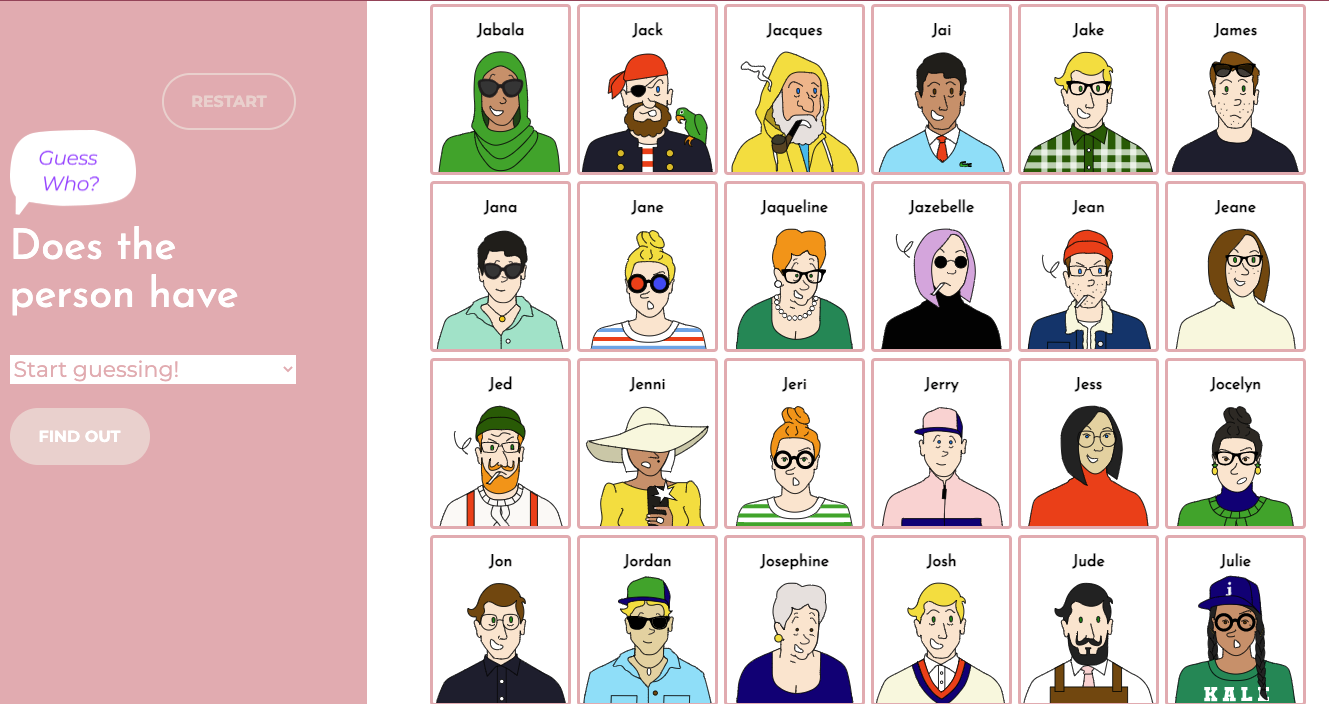 RESTART
Guess
Who?
Does the
person have
Start guessing!
FIND OUT
Jabala
Jack
Jacques
Jai
Jake
James
Jana
Jane
Jaqueline
Jazebelle
Jean
Jeane
Jed
Jenni
Jeri
Jerry
Jess
Jocelyn
Jon
Jordan
Josephine
Josh
Jude
Julie
j
KALE